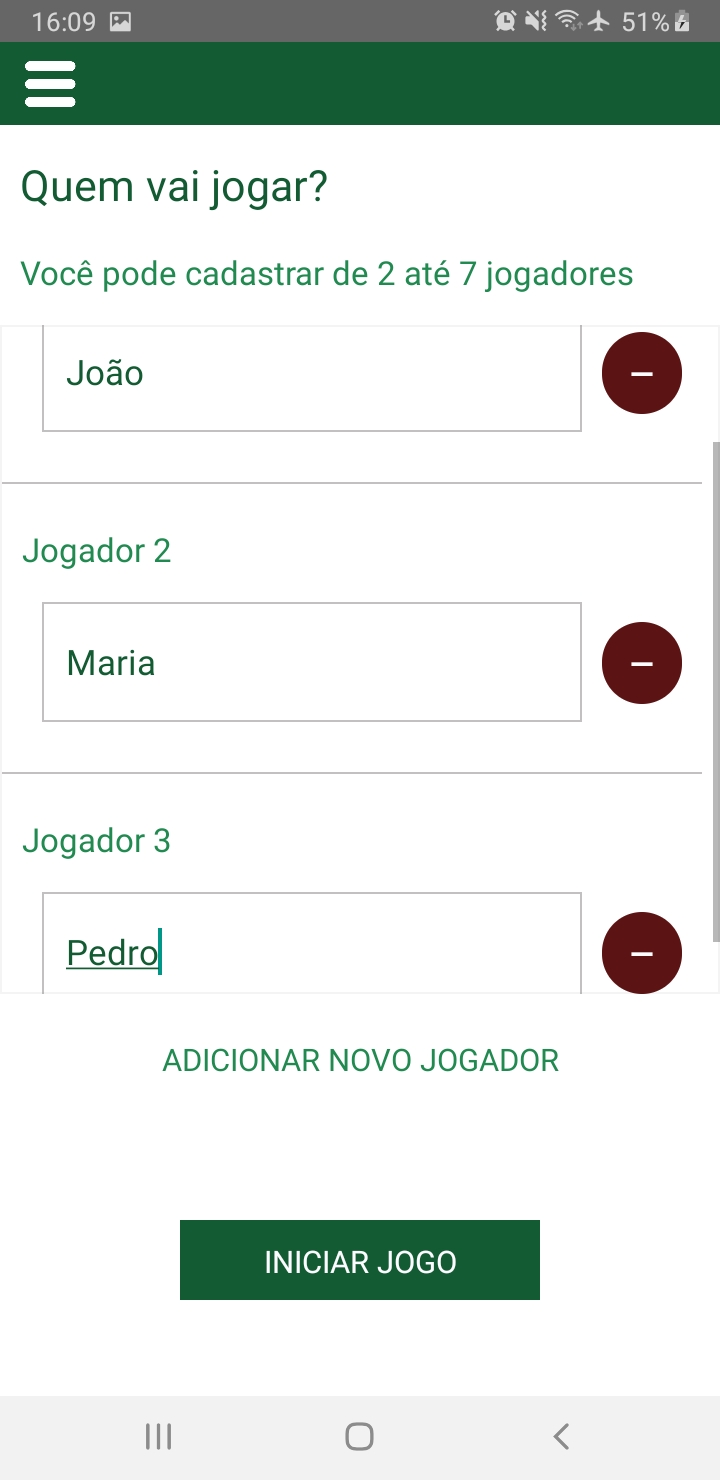 16:09
51%
Quem vai jogar?
Você pode cadastrar de 2 até 7 jogadores
João
Jogador 2
Maria
Jogador 3
Pedro
ADICIONAR NOVO JOGADOR
INICIAR JOGO